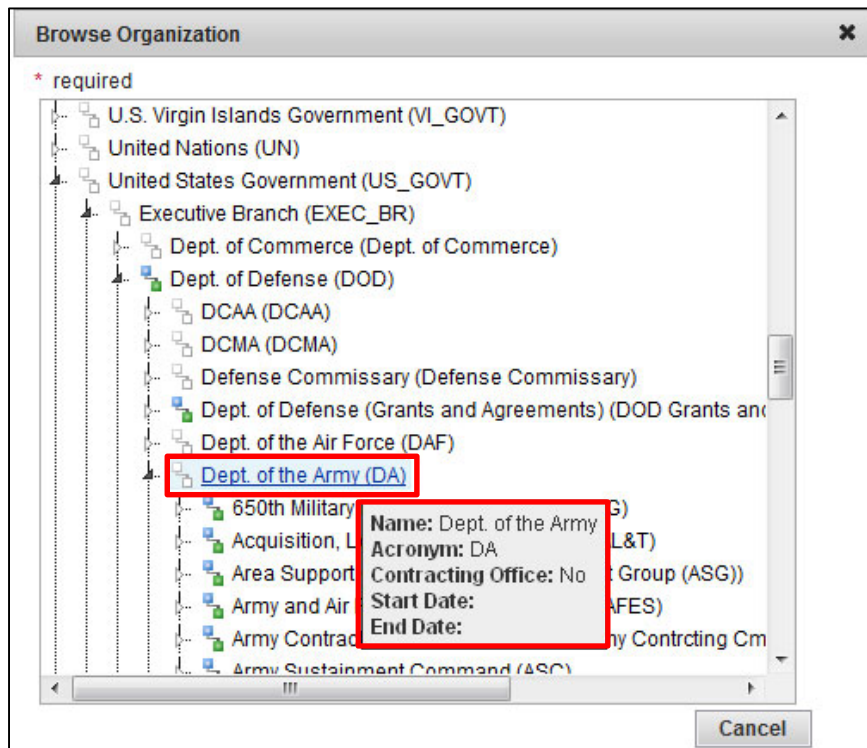 Browse Organization
* required
U.S. Virgin Islands Government (VI_GOVT)
United Nations (UN)
United States Government (US_GOVT)
Executive Branch (EXEC_BR)
Dept. of Commerce (Dept. of Commerce)
Dept. of Defense (DOD)
DCAA (DCAA)
DCMA (DCMA)
Defense Commissary (Defense Commissary)
Dept. of Defense (Grants and Agreements) (DOD Grants and
Dept. of the Air Force (DAF)
Dept. of the Army (DA)
650th Military G)
Acquisition, L L&T)
Area Support t Group (ASG))
Army and Air AFES)
Army Contrac my Contrcting Cm
Army Sustainment Command (ASC)
Name: Dept. of the Army
Acronym: DA
Contracting Office: No
Start Date:
End Date:
Cancel